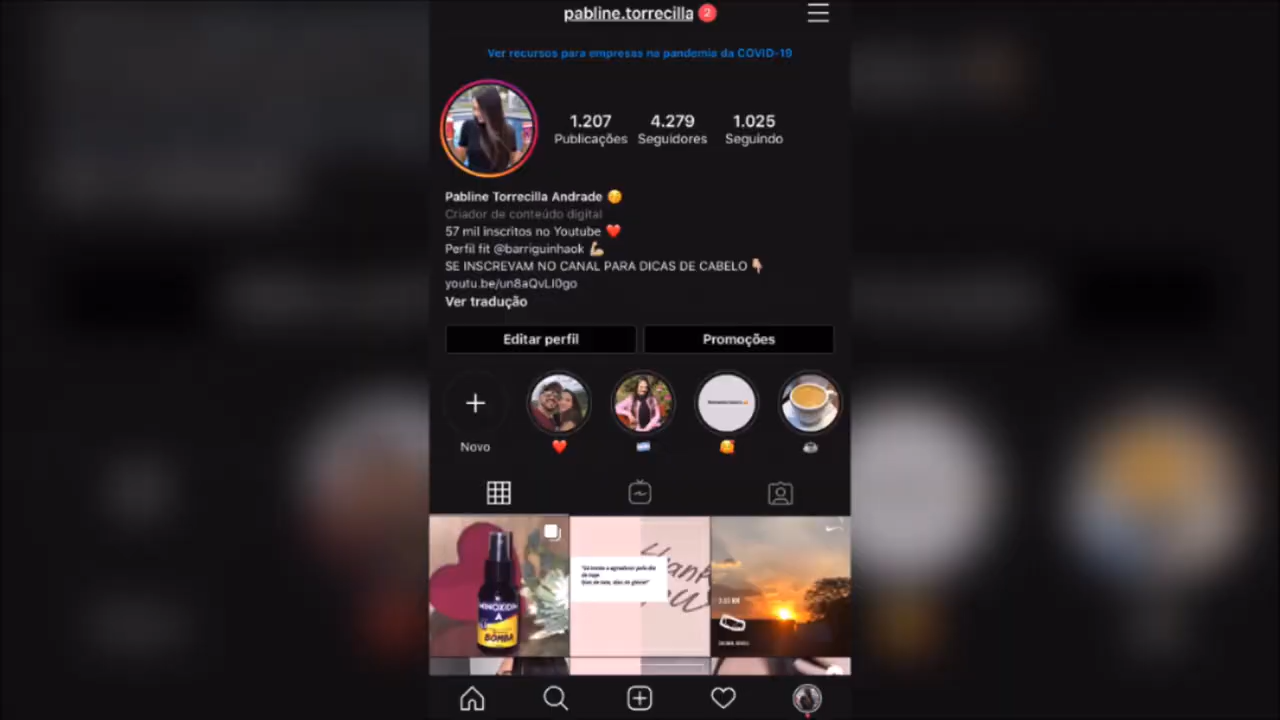 pabline.torrecilla 2
Ver recursos para empresas na pandemia da COVID-19
1.207 4.279 1.025
Publicações Seguidores Seguindo
Pabline Torrecilla Andrade
Criador de conteúdo digital
57 mil inscritos no Youtube ❤️
Perfil fit @barriguinhaok 💪🏼
SE INSCREVAM NO CANAL PARA DICAS DE CABELO 👇🏼
youtu.be/un8aQvLI0go
Ver tradução
Editar perfil Promoções
Novo ❤️ 🥰 ☕
MINOXIDIL
A
BOMBA